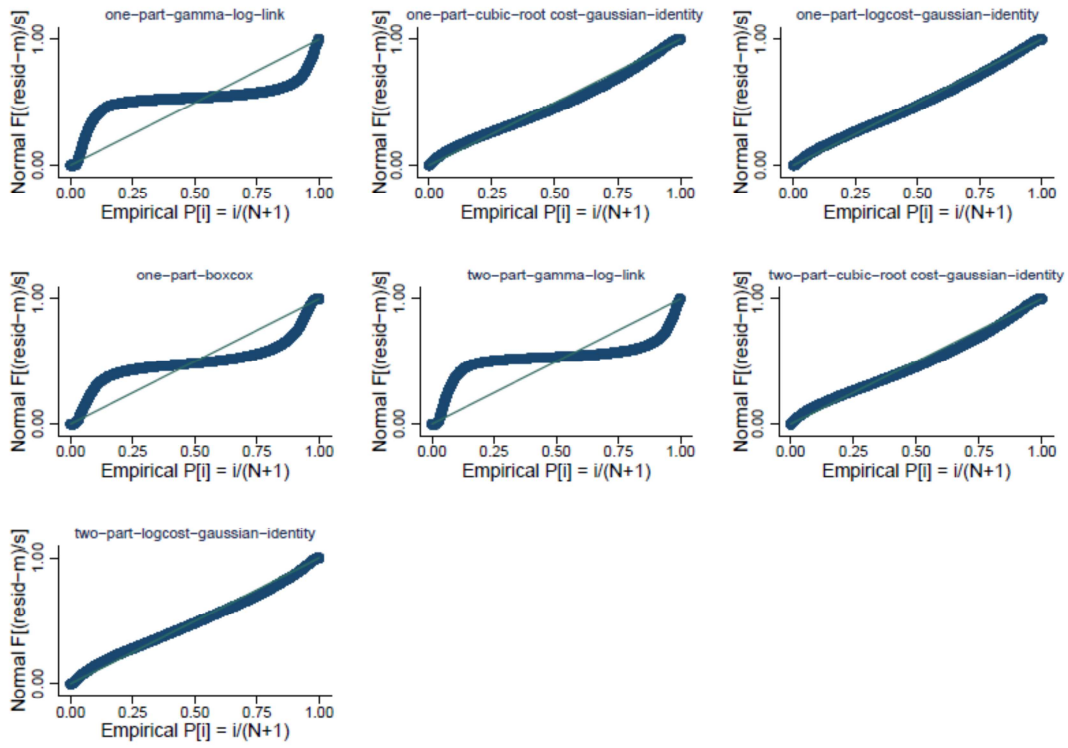 one-part-gamma-log-link
Normal F[(resid-m)/s]
1.00
0.00
0.00 0.25 0.50 0.75 1.00
Empirical P[i] = i/(N+1)
one-part-cubic-root cost-gaussian-identity
Normal F[(resid-m)/s]
1.00
0.00
0.00 0.25 0.50 0.75 1.00
Empirical P[i] = i/(N+1)
one-part-logcost-gaussian-identity
Normal F[(resid-m)/s]
1.00
0.00
0.00 0.25 0.50 0.75 1.00
Empirical P[i] = i/(N+1)
one-part-boxcox
Normal F[(resid-m)/s]
1.00
0.00
0.00 0.25 0.50 0.75 1.00
Empirical P[i] = i/(N+1)
two-part-gamma-log-link
Normal F[(resid-m)/s]
1.00
0.00
0.00 0.25 0.50 0.75 1.00
Empirical P[i] = i/(N+1)
two-part-cubic-root cost-gaussian-identity
Normal F[(resid-m)/s]
1.00
0.00
0.00 0.25 0.50 0.75 1.00
Empirical P[i] = i/(N+1)
two-part-logcost-gaussian-identity
Normal F[(resid-m)/s]
1.00
0.00
0.00 0.25 0.50 0.75 1.00
Empirical P[i] = i/(N+1)